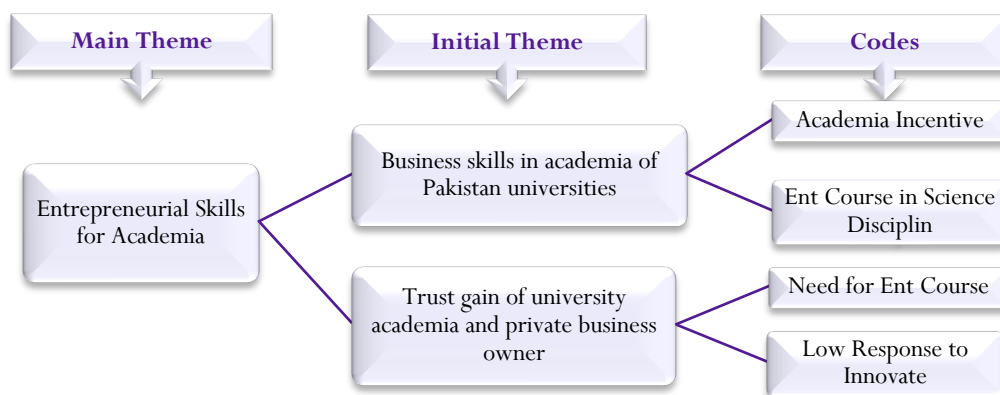 Main Theme
Initial Theme
Codes
Entrepreneurial Skills
for Academia
Business skills in academia of
Pakistan universities
Trust gain of university
academia and private business
owner
Academia Incentive
Ent Course in Science
Disciplin
Need for Ent Course
Low Response to
Innovate